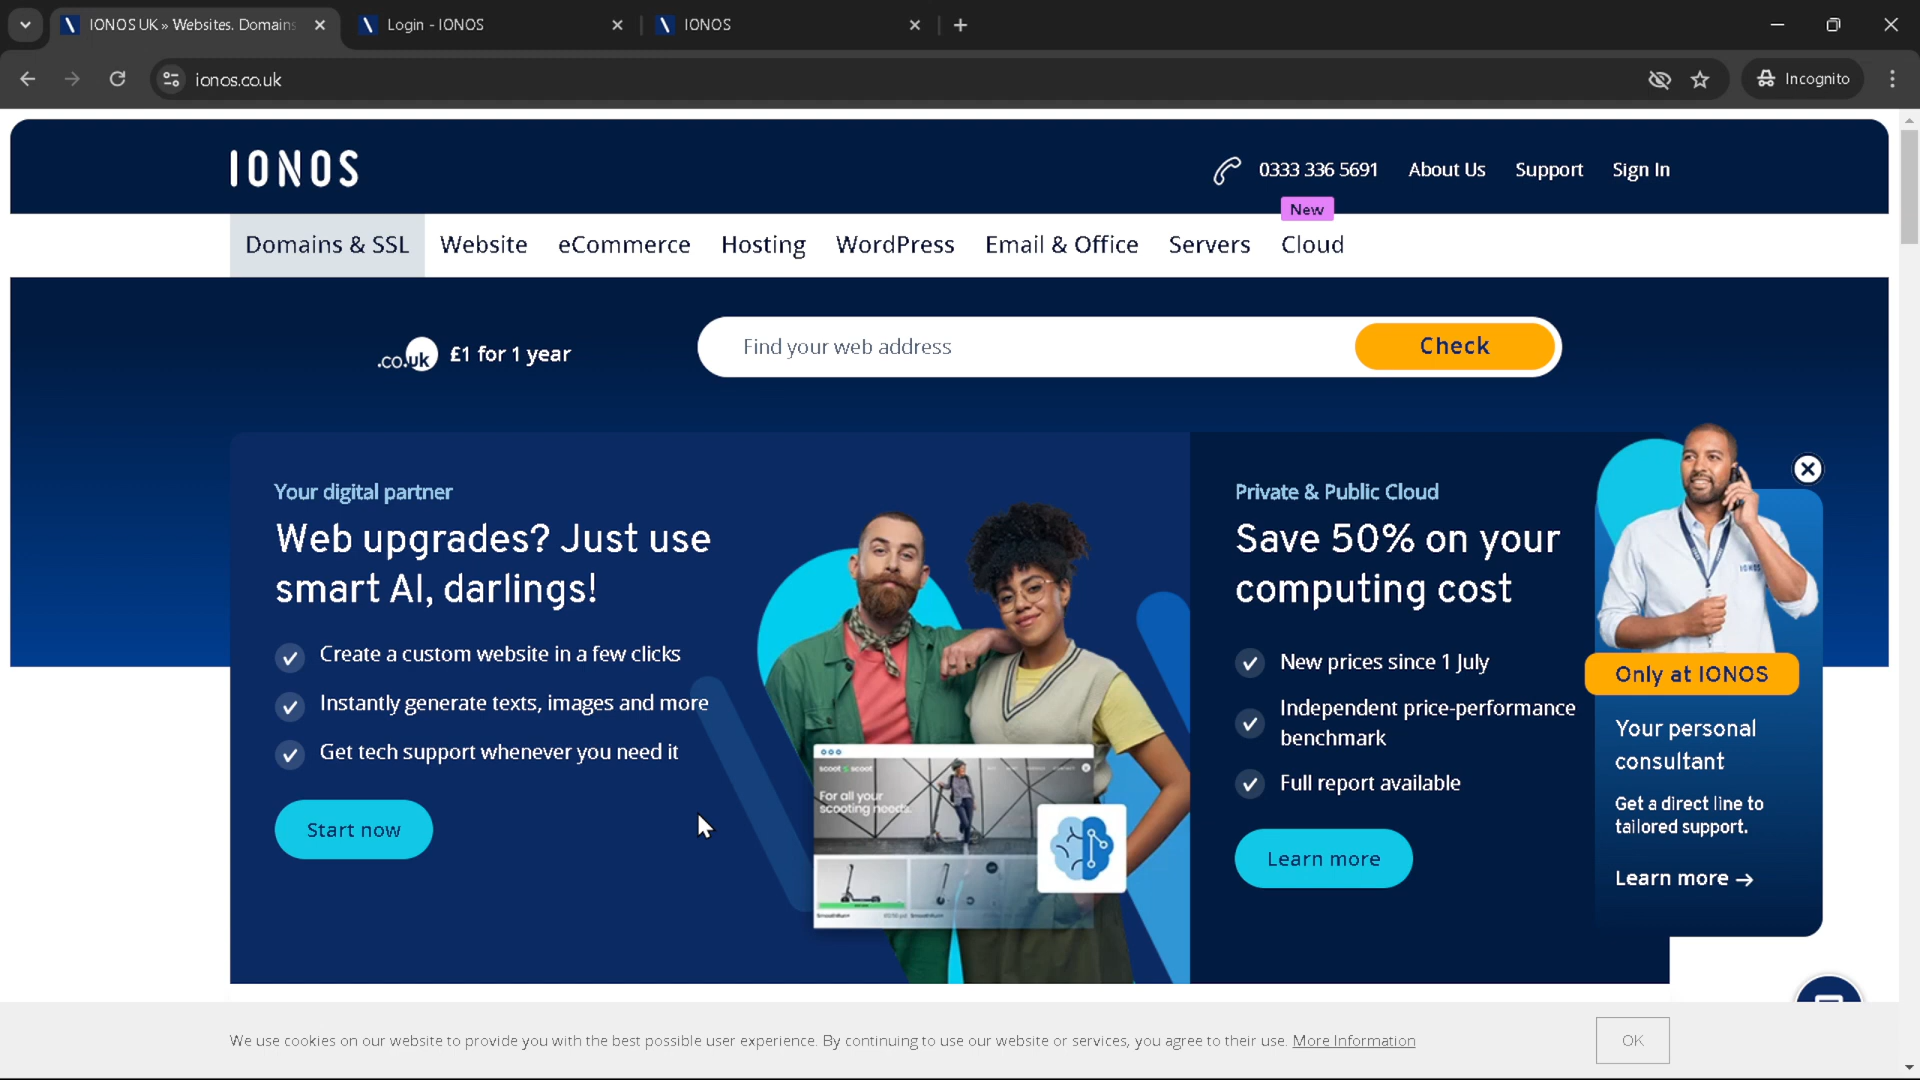 IONOS UK » Websites. Domains
Login - IONOS
IONOS
ionos.co.uk
Incognito
IONOS
0333 336 5691
About Us
Support
Sign In
New
Domains & SSL
Website
eCommerce
Hosting
WordPress
Email & Office
Servers
Cloud
.co.uk
£1 for 1 year
Find your web address
Check
Your digital partner
Web upgrades? Just use
smart AI, darlings!
Create a custom website in a few clicks
Instantly generate texts, images and more
Get tech support whenever you need it
Start now
scoot scoot
For all your
scooting needs.
Private & Public Cloud
Save 50% on your
computing cost
New prices since 1 July
Independent price-performance
benchmark
Full report available
Learn more
IONOS
Only at IONOS
Your personal
consultant
Get a direct line to
tailored support.
Learn more →
We use cookies on our website to provide you with the best possible user experience. By continuing to use our website or services, you agree to their use. More Information
OK